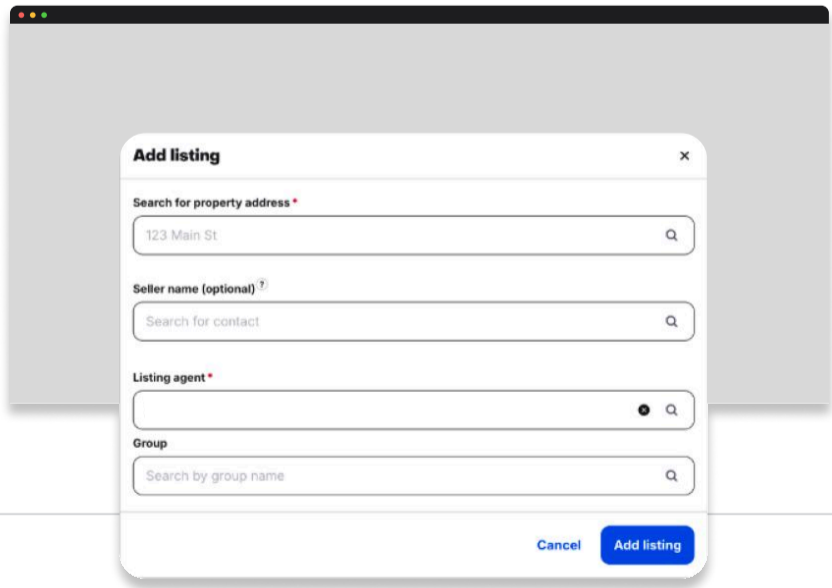 Add listing
Search for property address *
123 Main St
Seller name (optional) ?
Search for contact
Listing agent *
Group
Search by group name
Cancel
Add listing